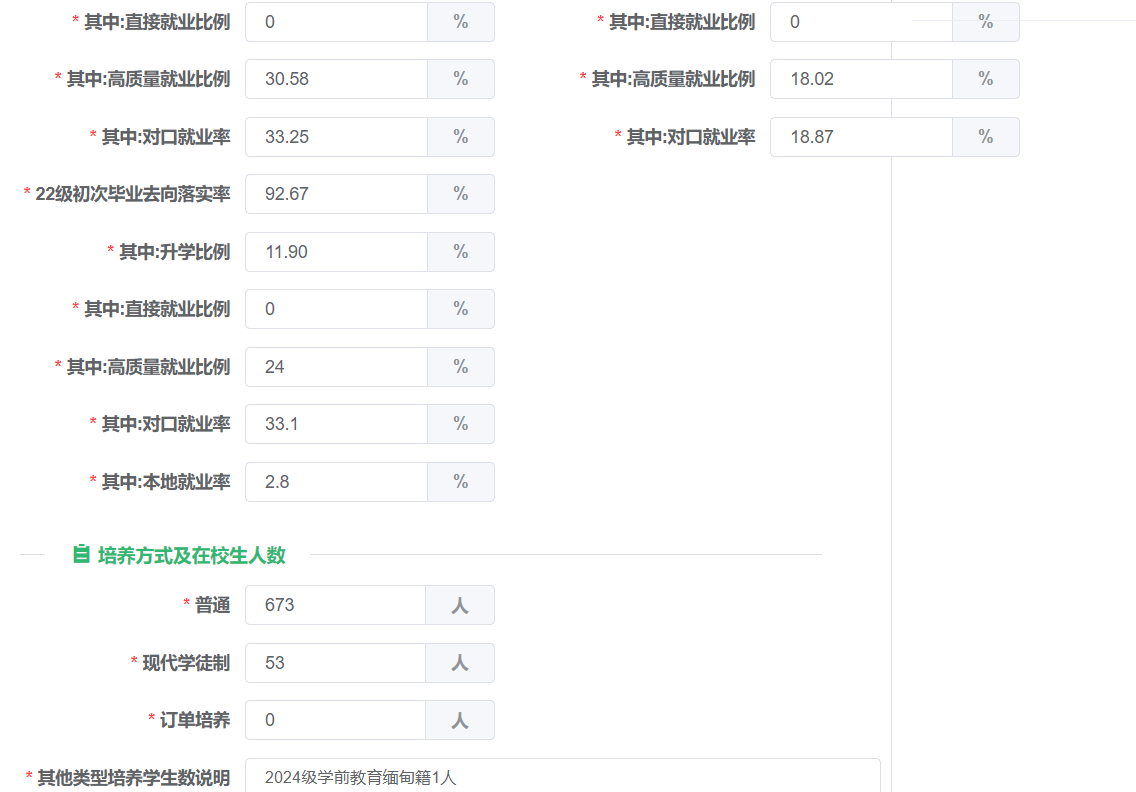 * 其中:直接就业比例 0 % * 其中:直接就业比例 0 %
* 其中:高质量就业比例 30.58 % * 其中:高质量就业比例 18.02 %
* 其中:对口就业率 33.25 % * 其中:对口就业率 18.87 %
* 22级初次毕业去向落实率 92.67 %
* 其中:升学比例 11.90 %
* 其中:直接就业比例 0 %
* 其中:高质量就业比例 24 %
* 其中:对口就业率 33.1 %
* 其中:本地就业率 2.8 %
培养方式及在校生人数
* 普通 673 人
* 现代学徒制 53 人
* 订单培养 0 人
* 其他类型培养学生数说明 2024级学前教育缅甸籍1人